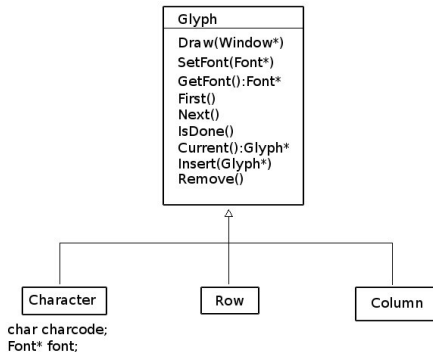 Glyph
Draw(Window*)
SetFont(Font*)
GetFont():Font*
First()
Next()
IsDone()
Current():Glyph*
Insert(Glyph*)
Remove()
Character
Row
Column
char charcode;
Font* font;